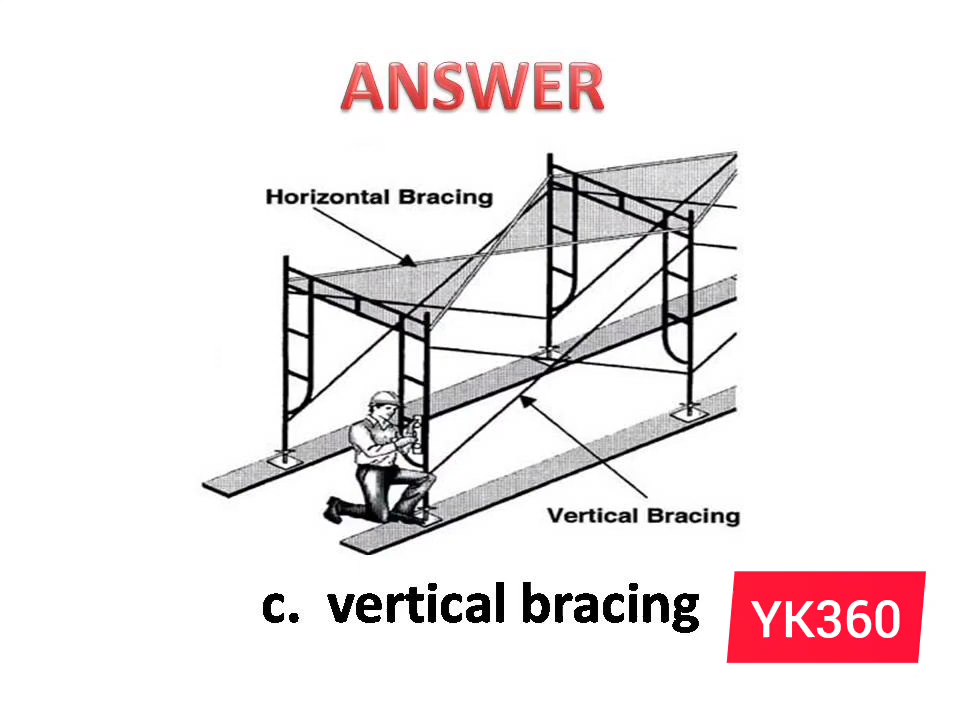 ANSWER
Horizontal Bracing
Vertical Bracing
c. vertical bracing
YK360